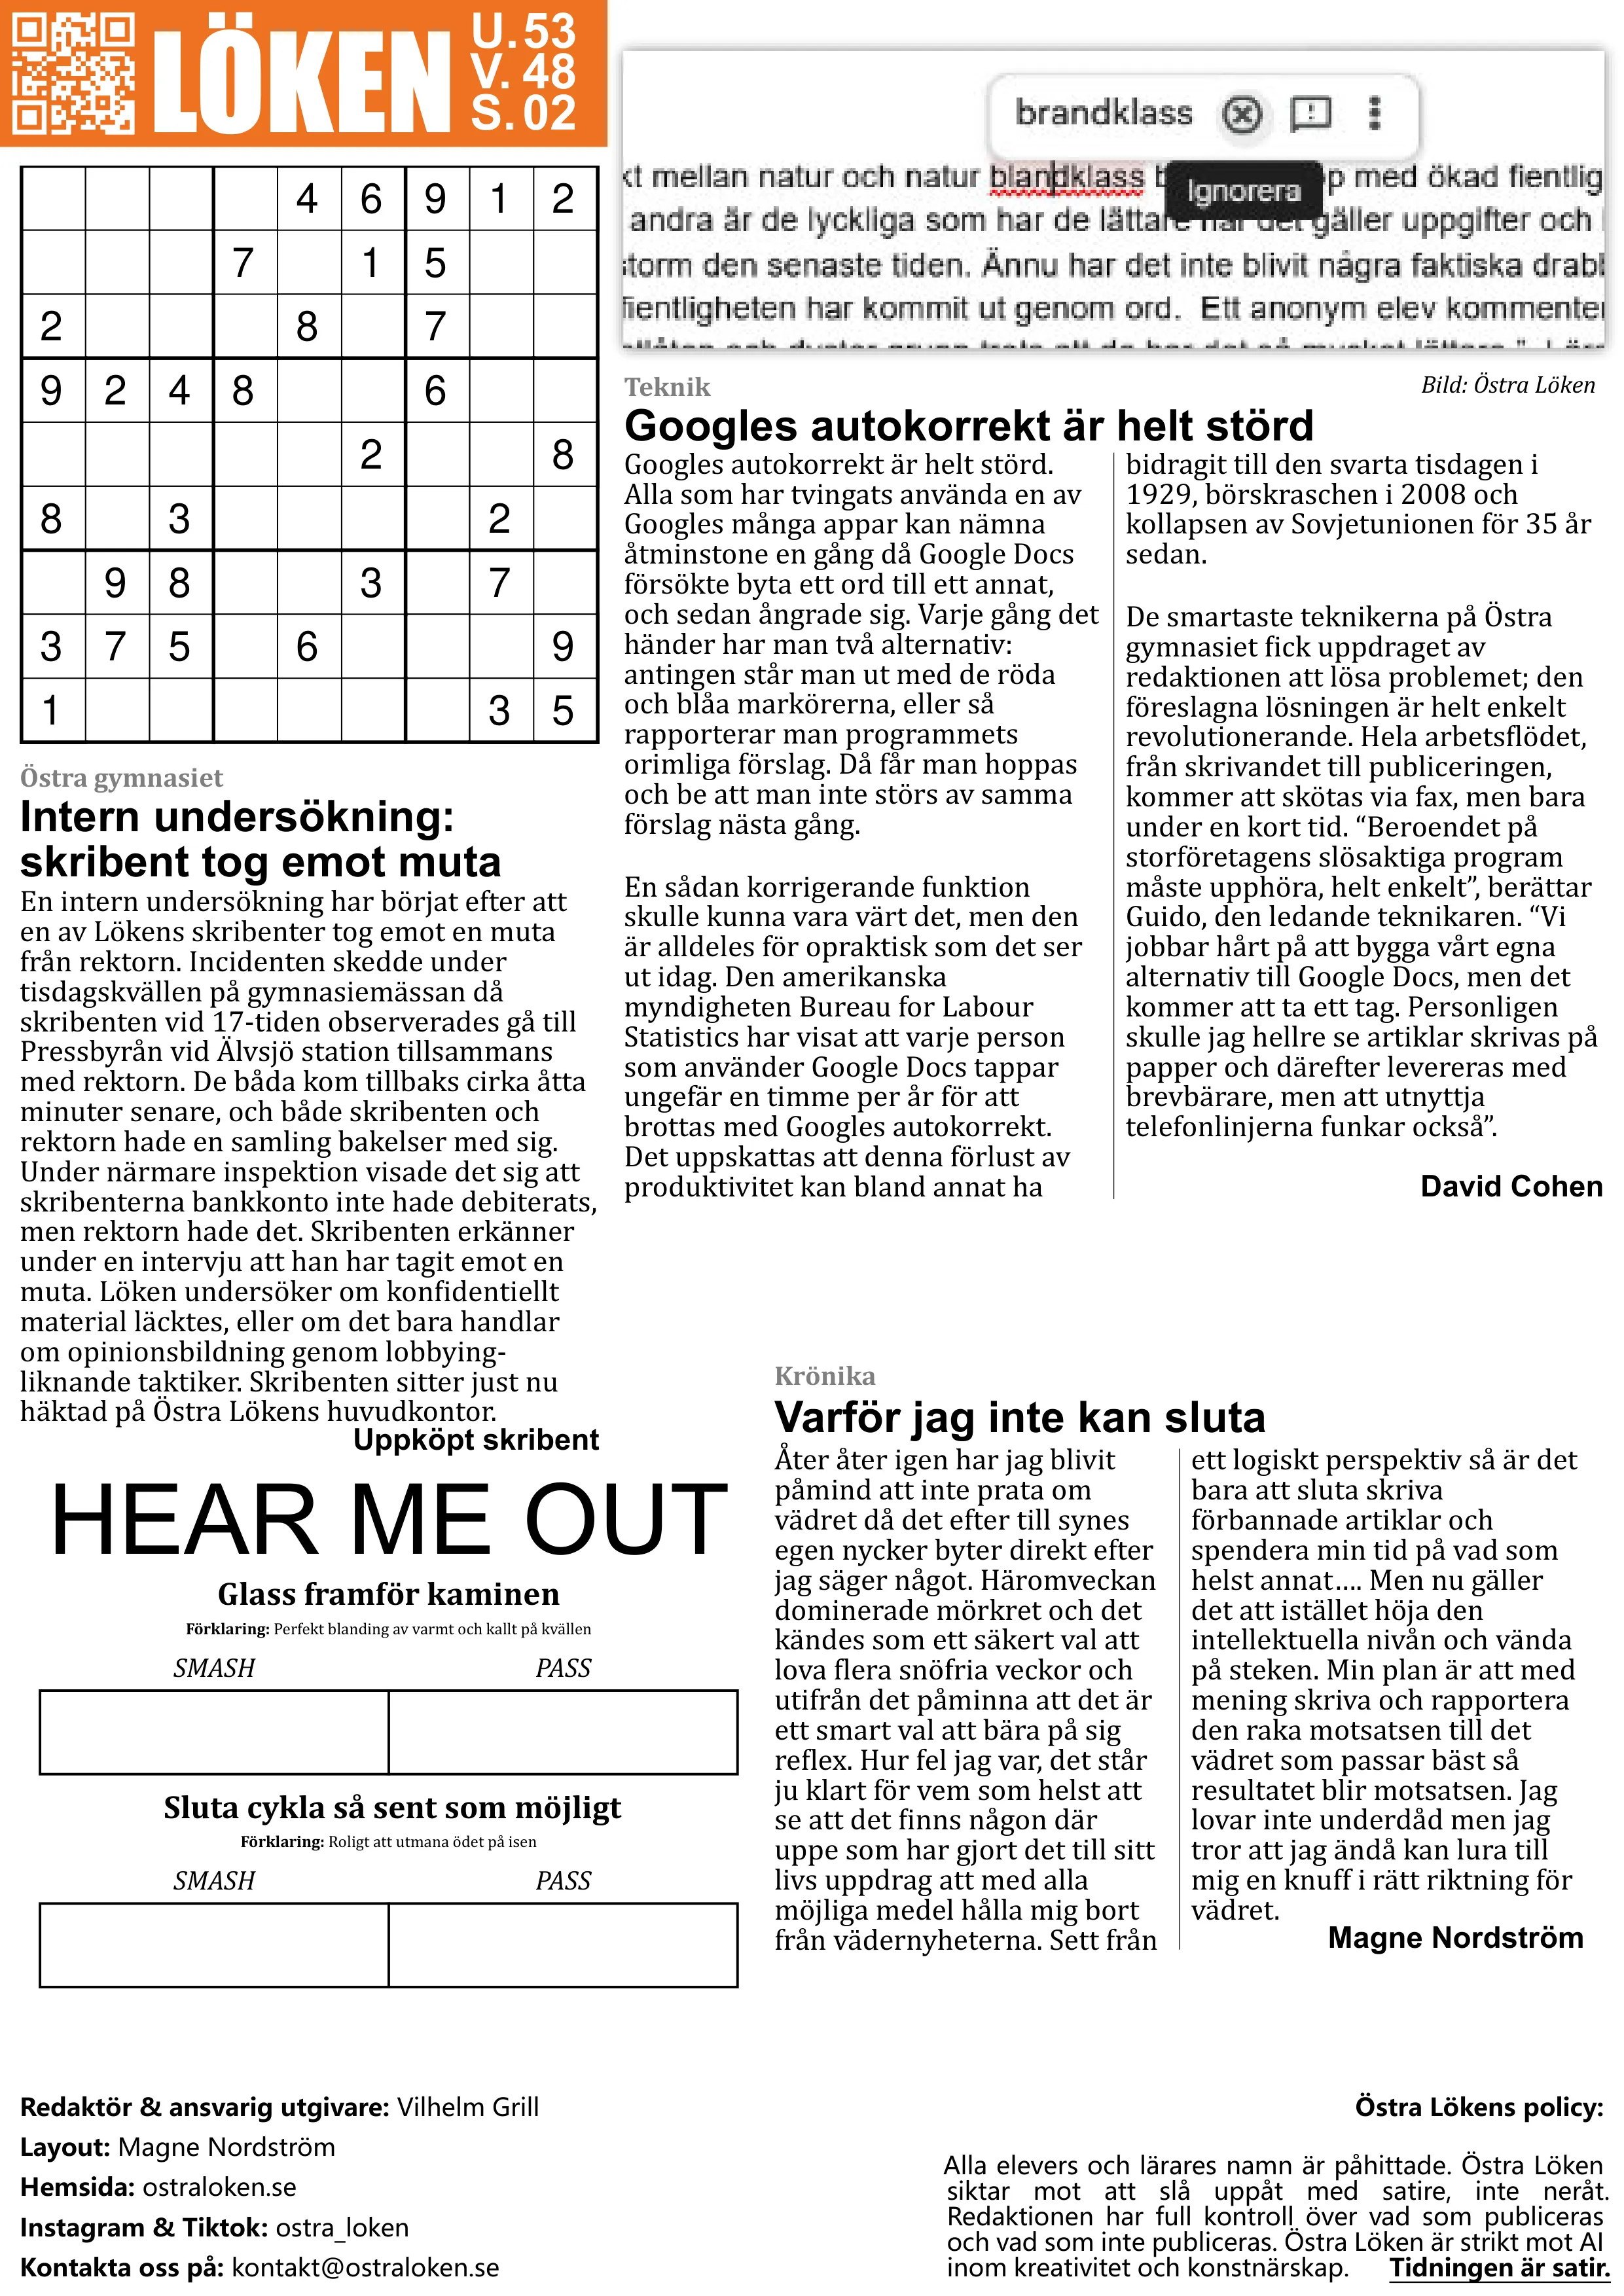 LÖKEN
U. 53
V. 48
S. 02
4 6 9 1 2
7 1 5
2 8 7
9 2 4 8 6
2 8
8 3 2
9 8 3 7
3 7 5 6 9
1 3 5
Östra gymnasiet
Intern undersökning:
skribent tog emot muta
En intern undersökning har börjat efter att
en av Lökens skribenter tog emot en muta
från rektorn. Incidenten skedde under
tisdagskvällen på gymnasiemässan då
skribenten vid 17-tiden observerades gå till
Pressbyrån vid Älvsjö station tillsammans
med rektorn. De båda kom tillbaks cirka åtta
minuter senare, och både skribenten och
rektorn hade en samling bakelser med sig.
Under närmare inspektion visade det sig att
skribenterna bankkonto inte hade debiterats,
men rektorn hade det. Skribenten erkänner
under en intervju att han har tagit emot en
muta. Löken undersöker om konfidentiellt
material läcktes, eller om det bara handlar
om opinionsbildning genom lobbying-
liknande taktiker. Skribenten sitter just nu
häktad på Östra Lökens huvudkontor.
Uppköpt skribent
brandklass
kt mellan natur och natur blandklass b
Ignorera
p med ökad fientlig
andra är de lyckliga som har de lättare när det gäller uppgifter och
storm den senaste tiden. Ännu har det inte blivit några faktiska drabb
fientligheten har kommit ut genom ord. Ett anonym elev kommenter
Bild: Östra Löken
Teknik
Googles autokorrekt är helt störd
Googles autokorrekt är helt störd.
Alla som har tvingats använda en av
Googles många appar kan nämna
åtminstone en gång då Google Docs
försökte byta ett ord till ett annat,
och sedan ångrade sig. Varje gång det
händer har man två alternativ:
antingen står man ut med de röda
och blåa markörerna, eller så
rapporterar man programmets
orimliga förslag. Då får man hoppas
och be att man inte störs av samma
förslag nästa gång.
En sådan korrigerande funktion
skulle kunna vara värt det, men den
är alldeles för opraktisk som det ser
ut idag. Den amerikanska
myndigheten Bureau for Labour
Statistics har visat att varje person
som använder Google Docs tappar
ungefär en timme per år för att
brottas med Googles autokorrekt.
Det uppskattas att denna förlust av
produktivitet kan bland annat ha
bidragit till den svarta tisdagen i
1929, börskraschen i 2008 och
kollapsen av Sovjetunionen för 35 år
sedan.
De smartaste teknikerna på Östra
gymnasiet fick uppdraget av
redaktionen att lösa problemet; den
föreslagna lösningen är helt enkelt
revolutionerande. Hela arbetsflödet,
från skrivandet till publiceringen,
kommer att skötas via fax, men bara
under en kort tid. “Beroendet på
storföretagens slösaktiga program
måste upphöra, helt enkelt”, berättar
Guido, den ledande teknikaren. “Vi
jobbar hårt på att bygga vårt egna
alternativ till Google Docs, men det
kommer att ta ett tag. Personligen
skulle jag hellre se artiklar skrivas på
papper och därefter levereras med
brevbärare, men att utnyttja
telefonlinjerna funkar också”.
David Cohen
HEAR ME OUT
Glass framför kaminen
Förklaring: Perfekt blanding av varmt och kallt på kvällen
SMASH PASS
Sluta cykla så sent som möjligt
Förklaring: Roligt att utmana ödet på isen
SMASH PASS
Krönika
Varför jag inte kan sluta
Åter åter igen har jag blivit
påmind att inte prata om
vädret då det efter till synes
egen nycker byter direkt efter
jag säger något. Häromveckan
dominerade mörkret och det
kändes som ett säkert val att
lova flera snöfria veckor och
utifrån det påminna att det är
ett smart val att bära på sig
reflex. Hur fel jag var, det står
ju klart för vem som helst att
se att det finns någon där
uppe som har gjort det till sitt
livs uppdrag att med alla
möjliga medel hålla mig bort
från vädernyheterna. Sett från
ett logiskt perspektiv så är det
bara att sluta skriva
förbannade artiklar och
spendera min tid på vad som
helst annat…. Men nu gäller
det att istället höja den
intellektuella nivån och vända
på steken. Min plan är att med
mening skriva och rapportera
den raka motsatsen till det
vädret som passar bäst så
resultatet blir motsatsen. Jag
lovar inte underdåd men jag
tror att jag ändå kan lura till
mig en knuff i rätt riktning för
vädret.
Magne Nordström
Redaktör & ansvarig utgivare: Vilhelm Grill
Layout: Magne Nordström
Hemsida: ostraloken.se
Instagram & Tiktok: ostra_loken
Kontakta oss på: kontakt@ostraloken.se
Östra Lökens policy:
Alla elevers och lärares namn är påhittade. Östra Löken
siktar mot att slå uppåt med satire, inte neråt.
Redaktionen har full kontroll över vad som publiceras
och vad som inte publiceras. Östra Löken är strikt mot AI
inom kreativitet och konstnärskap. Tidningen är satir.